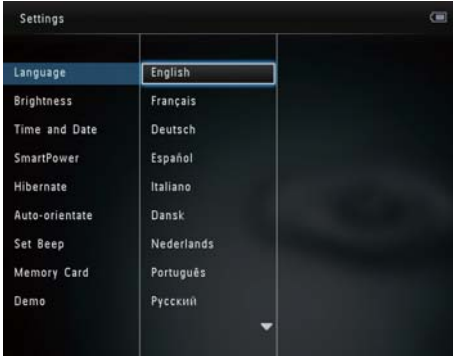 Settings
Language
Brightness
Time and Date
SmartPower
Hibernate
Auto-orientate
Set Beep
Memory Card
Demo
English
Français
Deutsch
Español
Italiano
Dansk
Nederlands
Português
Русский